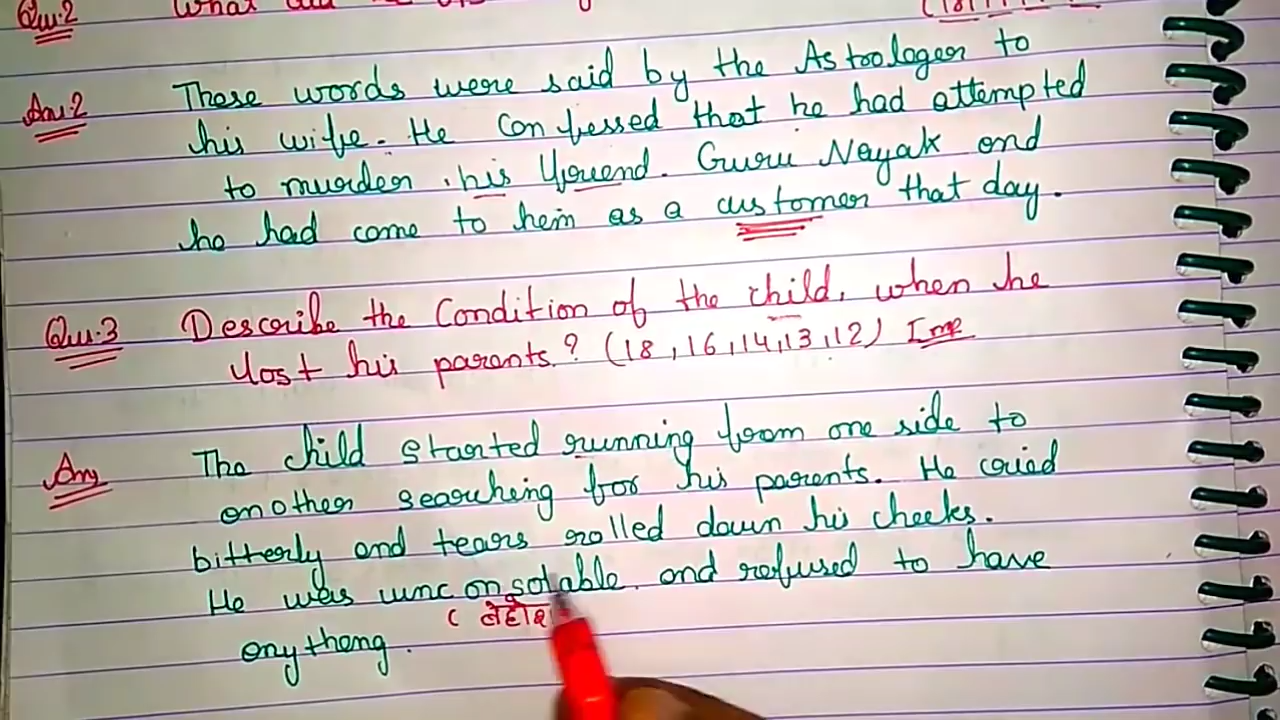 Qu.2 What did he
Ans.2 These words were said by the Astrologer to
his wife. He confessed that he had attempted
to murder his friend. Guru Nayak and
he had come to him as a customer that day.
Qu.3 Describe the Condition of the child, when he
lost his parents? (18, 16, 14, 13, 12) Imp
Ans The child started running from one side to
another searching for his parents. He cried
bitterly and tears rolled down his cheeks.
He was unconsolable and refused to have
( बेहोश
anything.